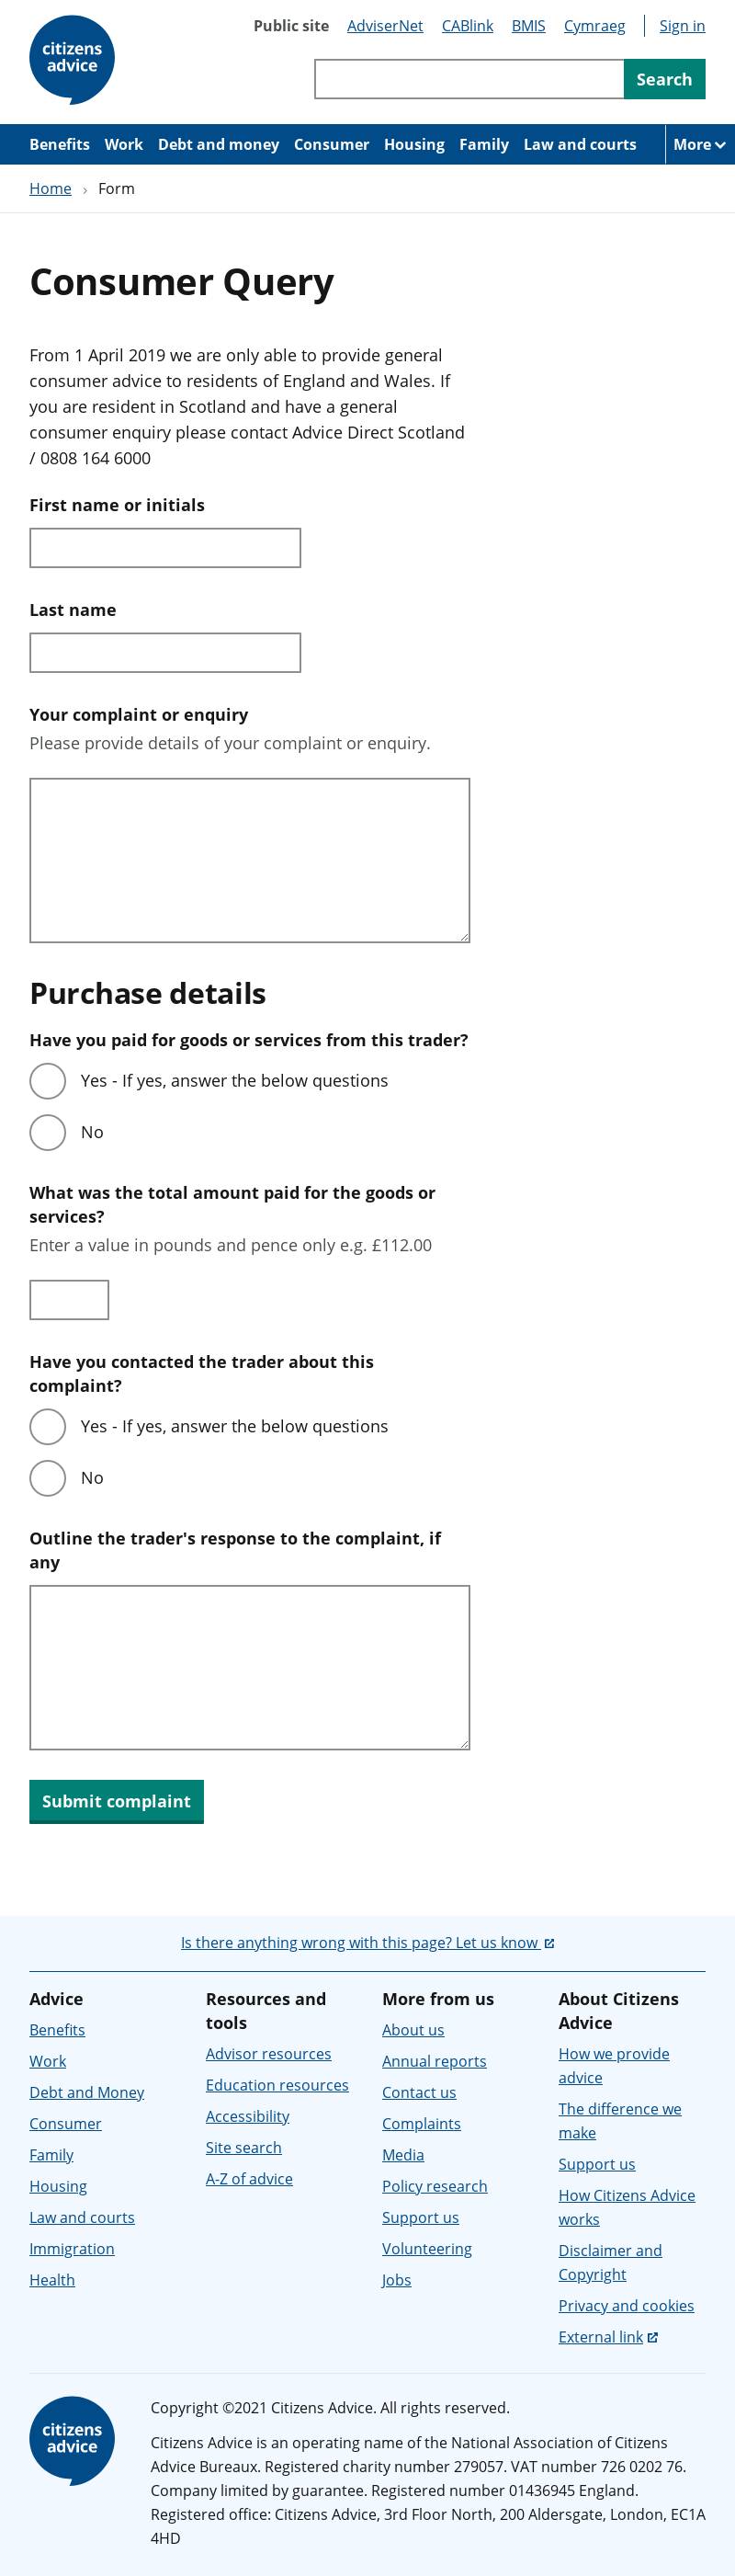 citizens
advice
Public site AdviserNet CABlink BMIS Cymraeg Sign in
Search
Benefits Work Debt and money Consumer Housing Family Law and courts More
Home › Form
Consumer Query
From 1 April 2019 we are only able to provide general
consumer advice to residents of England and Wales. If
you are resident in Scotland and have a general
consumer enquiry please contact Advice Direct Scotland
/ 0808 164 6000
First name or initials
Last name
Your complaint or enquiry
Please provide details of your complaint or enquiry.
Purchase details
Have you paid for goods or services from this trader?
Yes - If yes, answer the below questions
No
What was the total amount paid for the goods or
services?
Enter a value in pounds and pence only e.g. £112.00
Have you contacted the trader about this
complaint?
Yes - If yes, answer the below questions
No
Outline the trader's response to the complaint, if
any
Submit complaint
Is there anything wrong with this page? Let us know
Advice
Benefits
Work
Debt and Money
Consumer
Family
Housing
Law and courts
Immigration
Health
Resources and
tools
Advisor resources
Education resources
Accessibility
Site search
A-Z of advice
More from us
About us
Annual reports
Contact us
Complaints
Media
Policy research
Support us
Volunteering
Jobs
About Citizens
Advice
How we provide
advice
The difference we
make
Support us
How Citizens Advice
works
Disclaimer and
Copyright
Privacy and cookies
External link
citizens
advice
Copyright ©2021 Citizens Advice. All rights reserved.
Citizens Advice is an operating name of the National Association of Citizens
Advice Bureaux. Registered charity number 279057. VAT number 726 0202 76.
Company limited by guarantee. Registered number 01436945 England.
Registered office: Citizens Advice, 3rd Floor North, 200 Aldersgate, London, EC1A
4HD